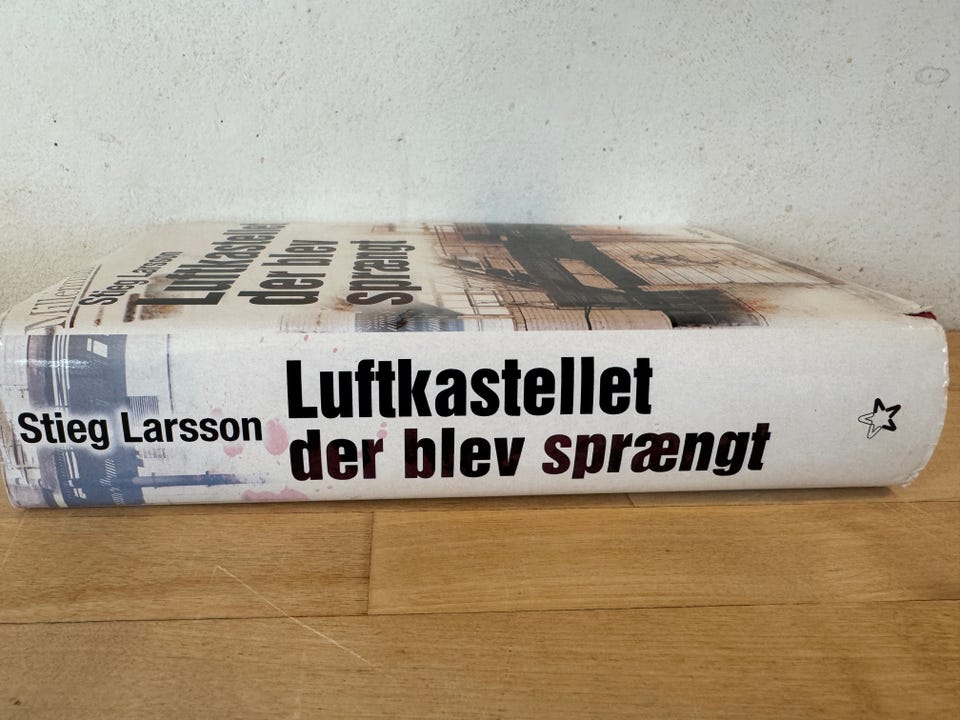 Stieg Larsson
Luftkastellet
der blev
sprængt
Stieg Larsson
Luftkastellet
der blev sprængt